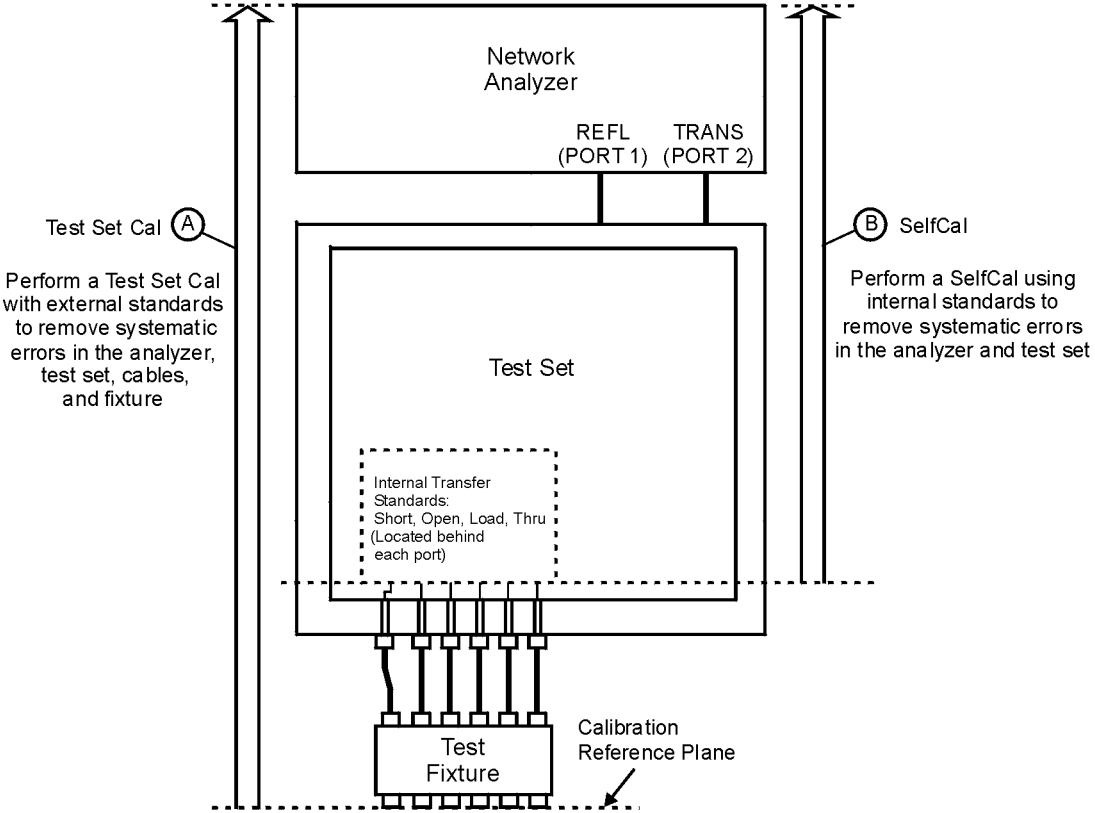 Network
Analyzer
REFL
(PORT 1)
TRANS
(PORT 2)
Test Set Cal
A
Perform a Test Set Cal
with external standards
to remove systematic
errors in the analyzer,
test set, cables,
and fixture
B
SelfCal
Perform a SelfCal using
internal standards to
remove systematic errors
in the analyzer and test set
Test Set
Internal Transfer
Standards:
Short, Open, Load, Thru
(Located behind
each port)
Test
Fixture
Calibration
Reference Plane